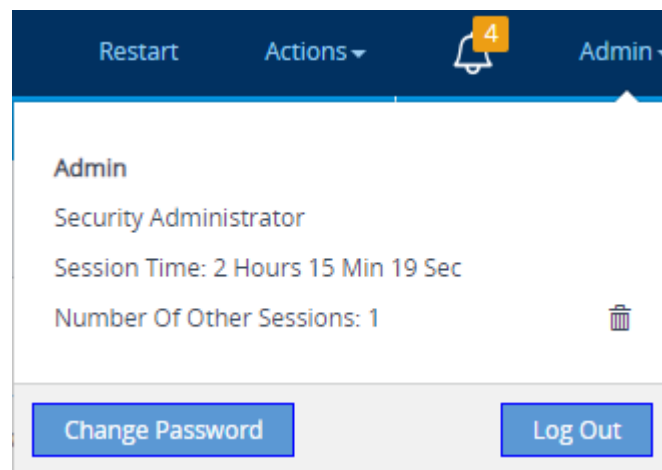 Restart Actions 4 Admin
Admin
Security Administrator
Session Time: 2 Hours 15 Min 19 Sec
Number Of Other Sessions: 1
Change Password Log Out